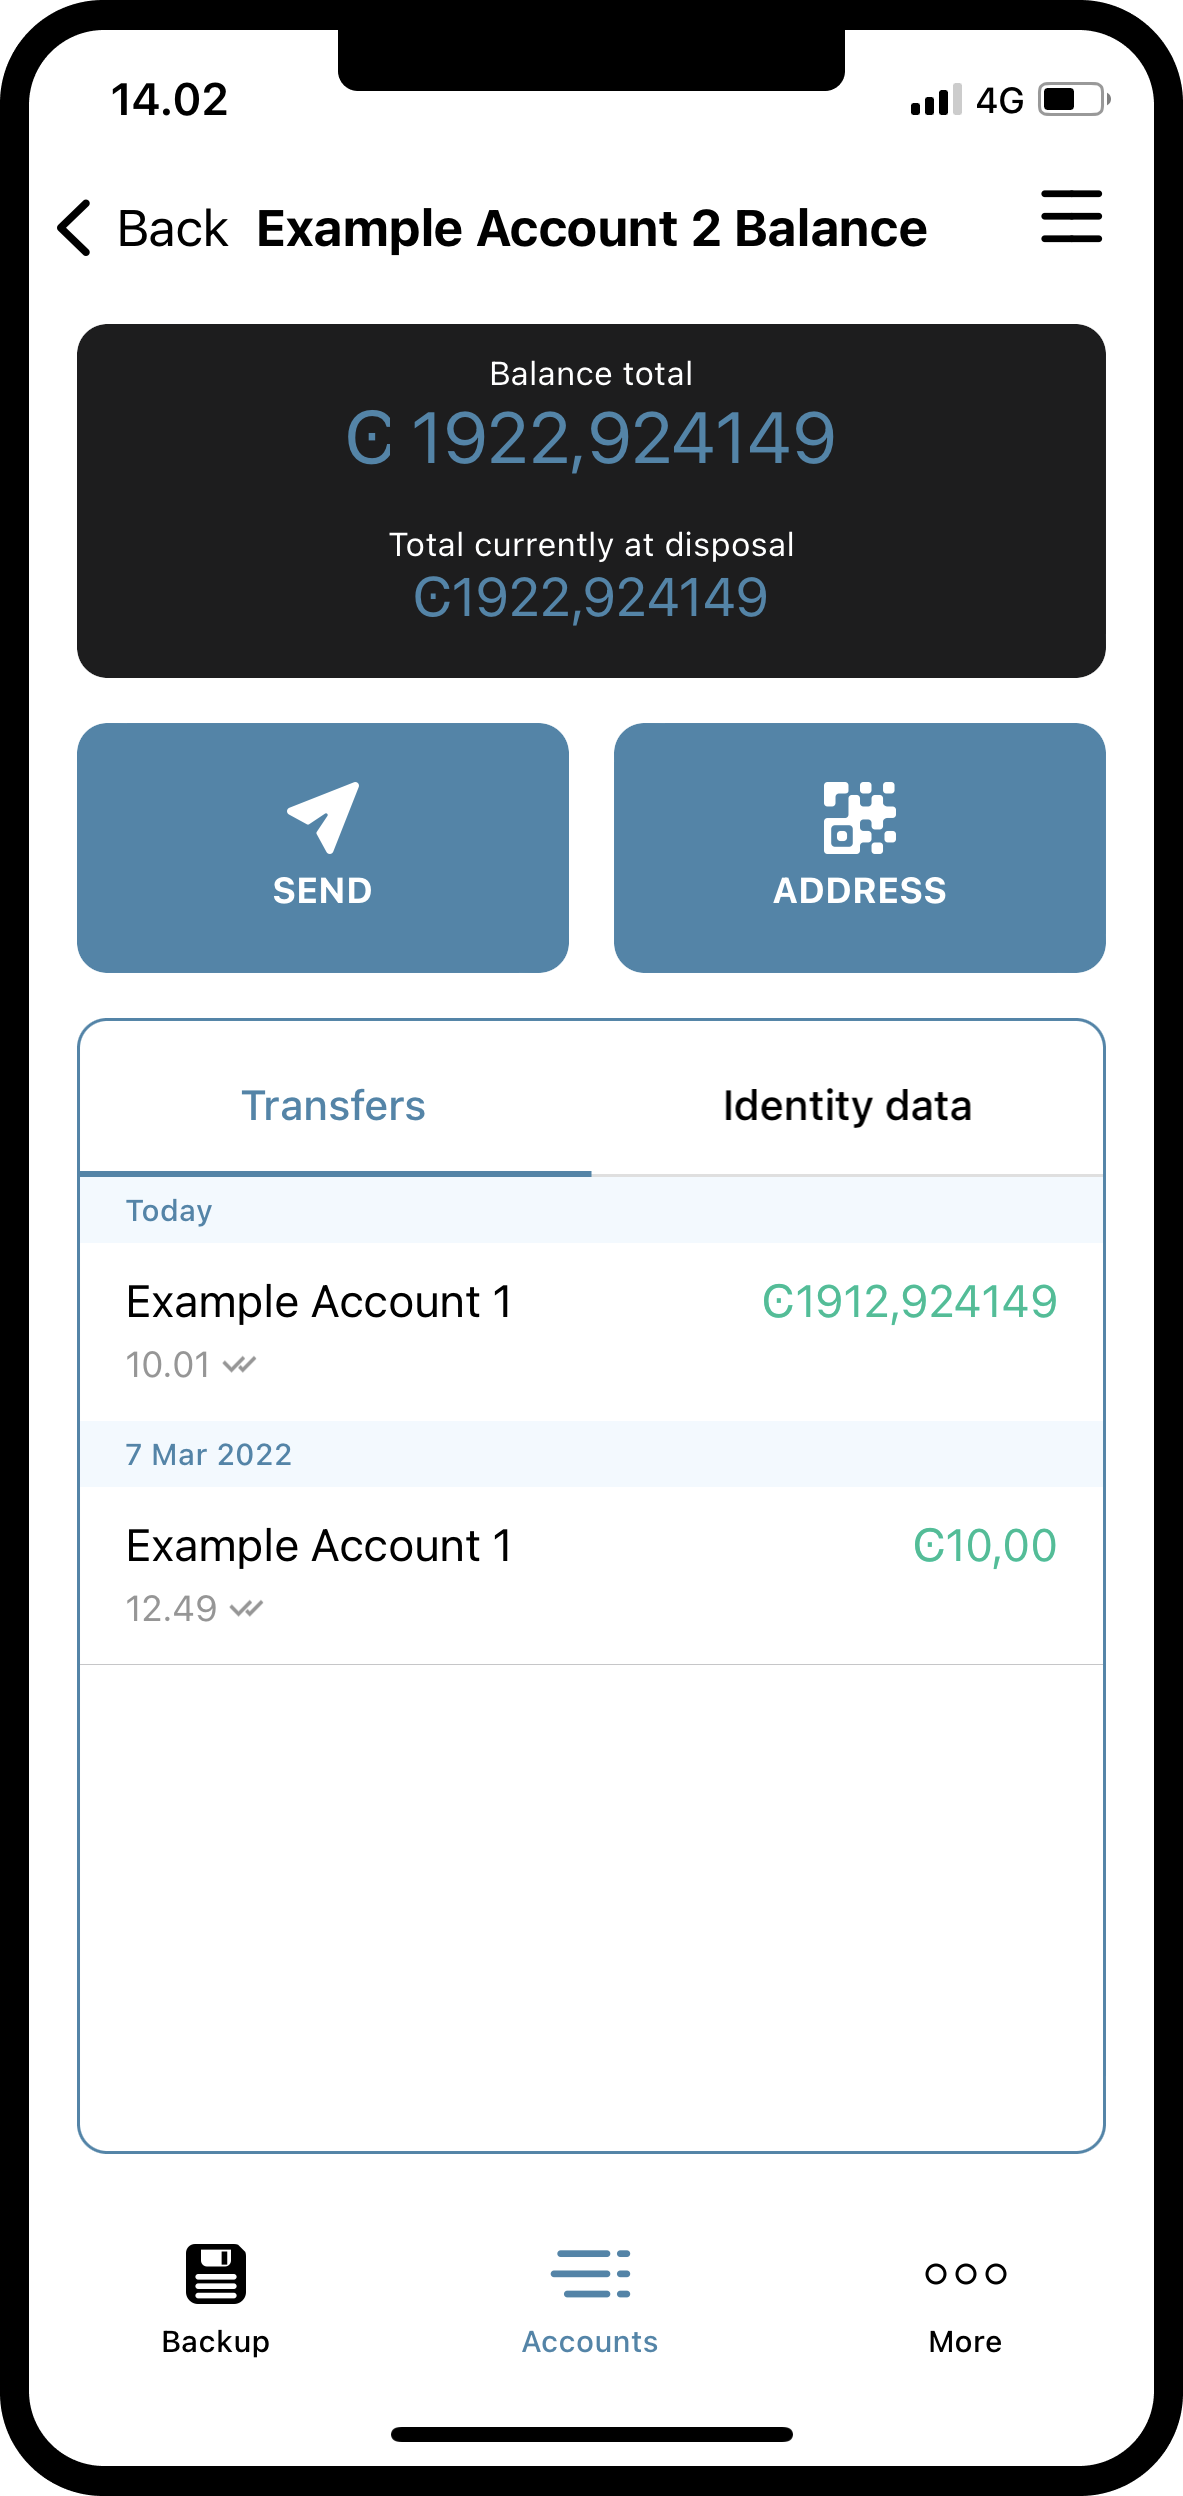 14.02
4G
Back Example Account 2 Balance
Balance total
Ͼ 1922,924149
Total currently at disposal
Ͼ1922,924149
SEND
ADDRESS
Transfers
Identity data
Today
Example Account 1
Ͼ1912,924149
10.01
7 Mar 2022
Example Account 1
Ͼ10,00
12.49
Backup
Accounts
More